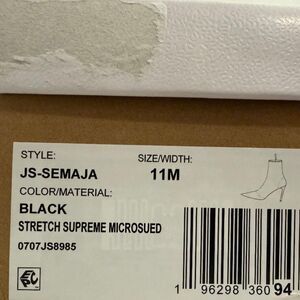 STYLE: SIZE/WIDTH:
JS-SEMAJA 11M
COLOR/MATERIAL:
BLACK
STRETCH SUPREME MICROSUED
0707JS8985
1 96298 360 94